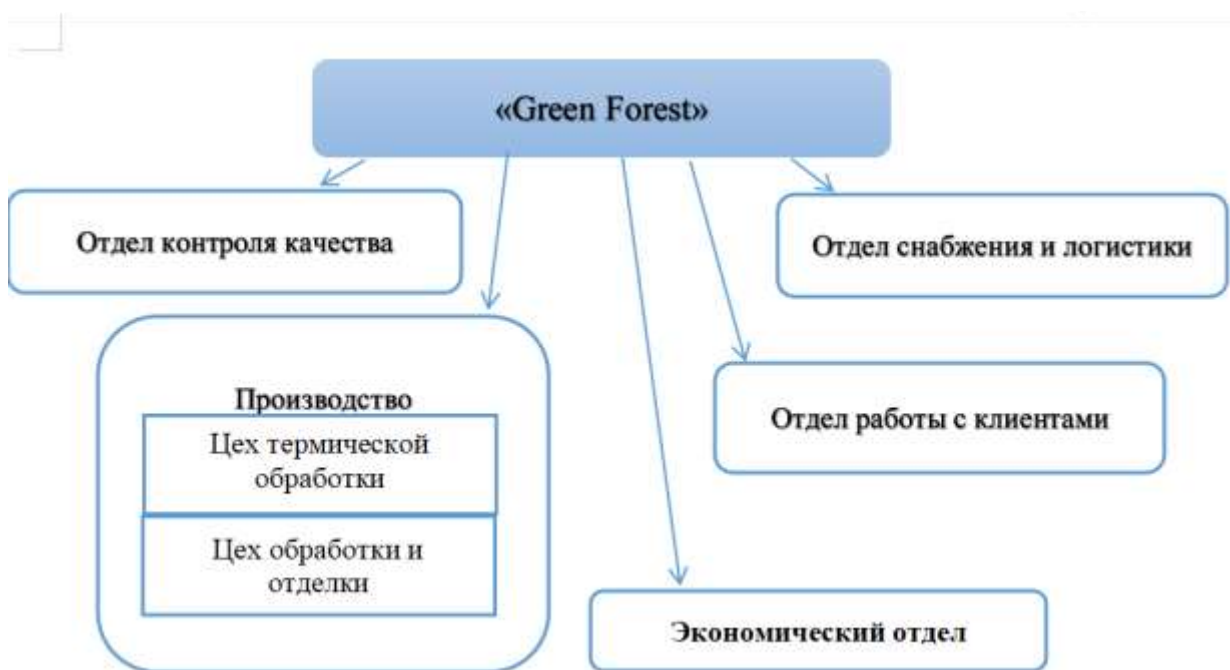 «Green Forest»
Отдел контроля качества
Отдел снабжения и логистики
Производство
Цех термической
обработки
Цех обработки и
отделки
Отдел работы с клиентами
Экономический отдел